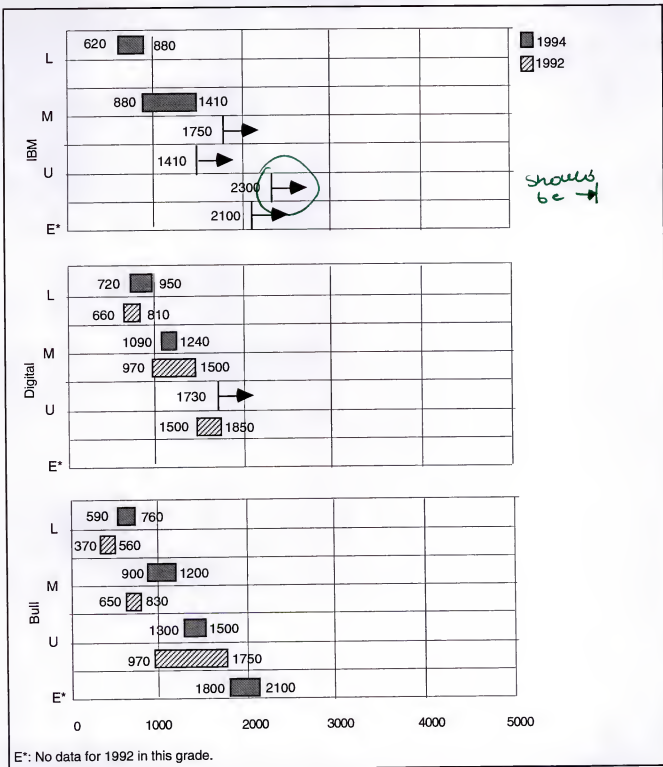 1994
1992
IBM
L
620 880
M
880 1410
1750
U
1410
2300
should
be
E*
2100
Digital
L
720 950
660 810
M
1090 1240
970 1500
U
1730
1500 1850
E*
Bull
L
590 760
370 560
M
900 1200
650 830
U
1300 1500
970 1750
E*
1800 2100
0 1000 2000 3000 4000 5000
E*: No data for 1992 in this grade.